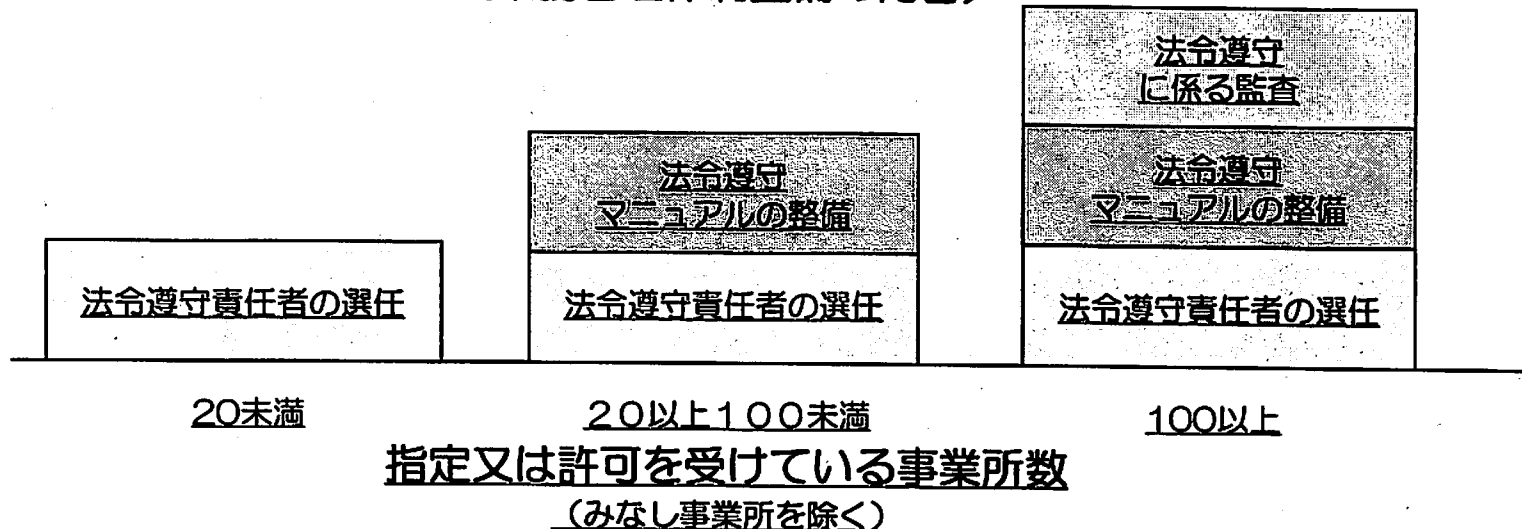 法令遵守
に係る監査
法令遵守
マニュアルの整備
法令遵守
マニュアルの整備
法令遵守責任者の選任
法令遵守責任者の選任
法令遵守責任者の選任
20未満
20以上100未満
100以上
指定又は許可を受けている事業所数
(みなし事業所を除く)